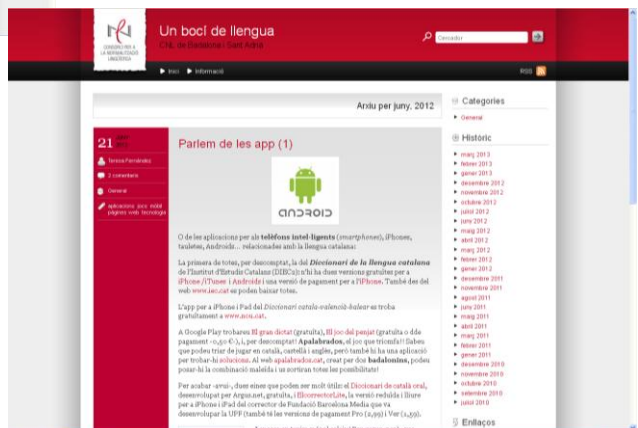 CONSORCI PER A
LA NORMALITZACIÓ
LINGÜÍSTICA
Un bocí de llengua
CNL de Barcelona i Sant Adrià
Cercador
Inici Informació
RSS
Arxiu per juny, 2012
21
Teresa Fernández
2 comentaris
General
aplicacions jocs mòbil
pàgines web tecnologia
Parlem de les app (1)
ANDROID
O de les aplicacions per als telèfons intel·ligents (smartphones), iPhones,
tauletes, Androids... relacionades amb la llengua catalana:
La primera de totes, per descomptat, la del Diccionari de la llengua catalana
de l'Institut d'Estudis Catalans (DIEC2): n'hi ha dues versions gratuïtes per a
iPhone /iTunes i Androids i una versió de pagament per a l'iPhone. També des del
web www.iec.cat es poden baixar totes.
L'app per a iPhone i Pad del Diccionari català-valencià-balear es troba
gratuïtament a www.ncn.cat.
A Google Play trobareu El gran dictat (gratuïta), El joc del penjat (gratuïta o dde
pagament -0,50 €-), i, per descomptat! Apalabrados, el joc que triomfa!! Sabeu
que podeu triar de jugar en català, castellà i anglès, però també hi ha una aplicació
per trobar-hi solucions. Al web apalabrados.cat, creat per dos badalonins, podeu
posar-hi la combinació maleïda i us sortiran totes les possibilitats!
Per acabar -avui-, dues eines que poden ser molt útils: el Diccionari de català oral,
desenvolupat per Argus.net, gratuïta, i ElcorrectorLite, la versió reduïda i lliure
per a iPhone i iPad del corrector de Fundació Barcelona Media que va
desenvolupar la UPF (també té les versions de pagament Pro (2,99) i Ver (1,59).
Categories
General
Històric
març 2013
febrer 2013
gener 2013
desembre 2012
novembre 2012
octubre 2012
juliol 2012
juny 2012
maig 2012
abril 2012
març 2012
febrer 2012
gener 2012
desembre 2011
novembre 2011
agost 2011
juny 2011
maig 2011
abril 2011
març 2011
febrer 2011
gener 2011
desembre 2010
novembre 2010
octubre 2010
setembre 2010
juliol 2010
Enllaços